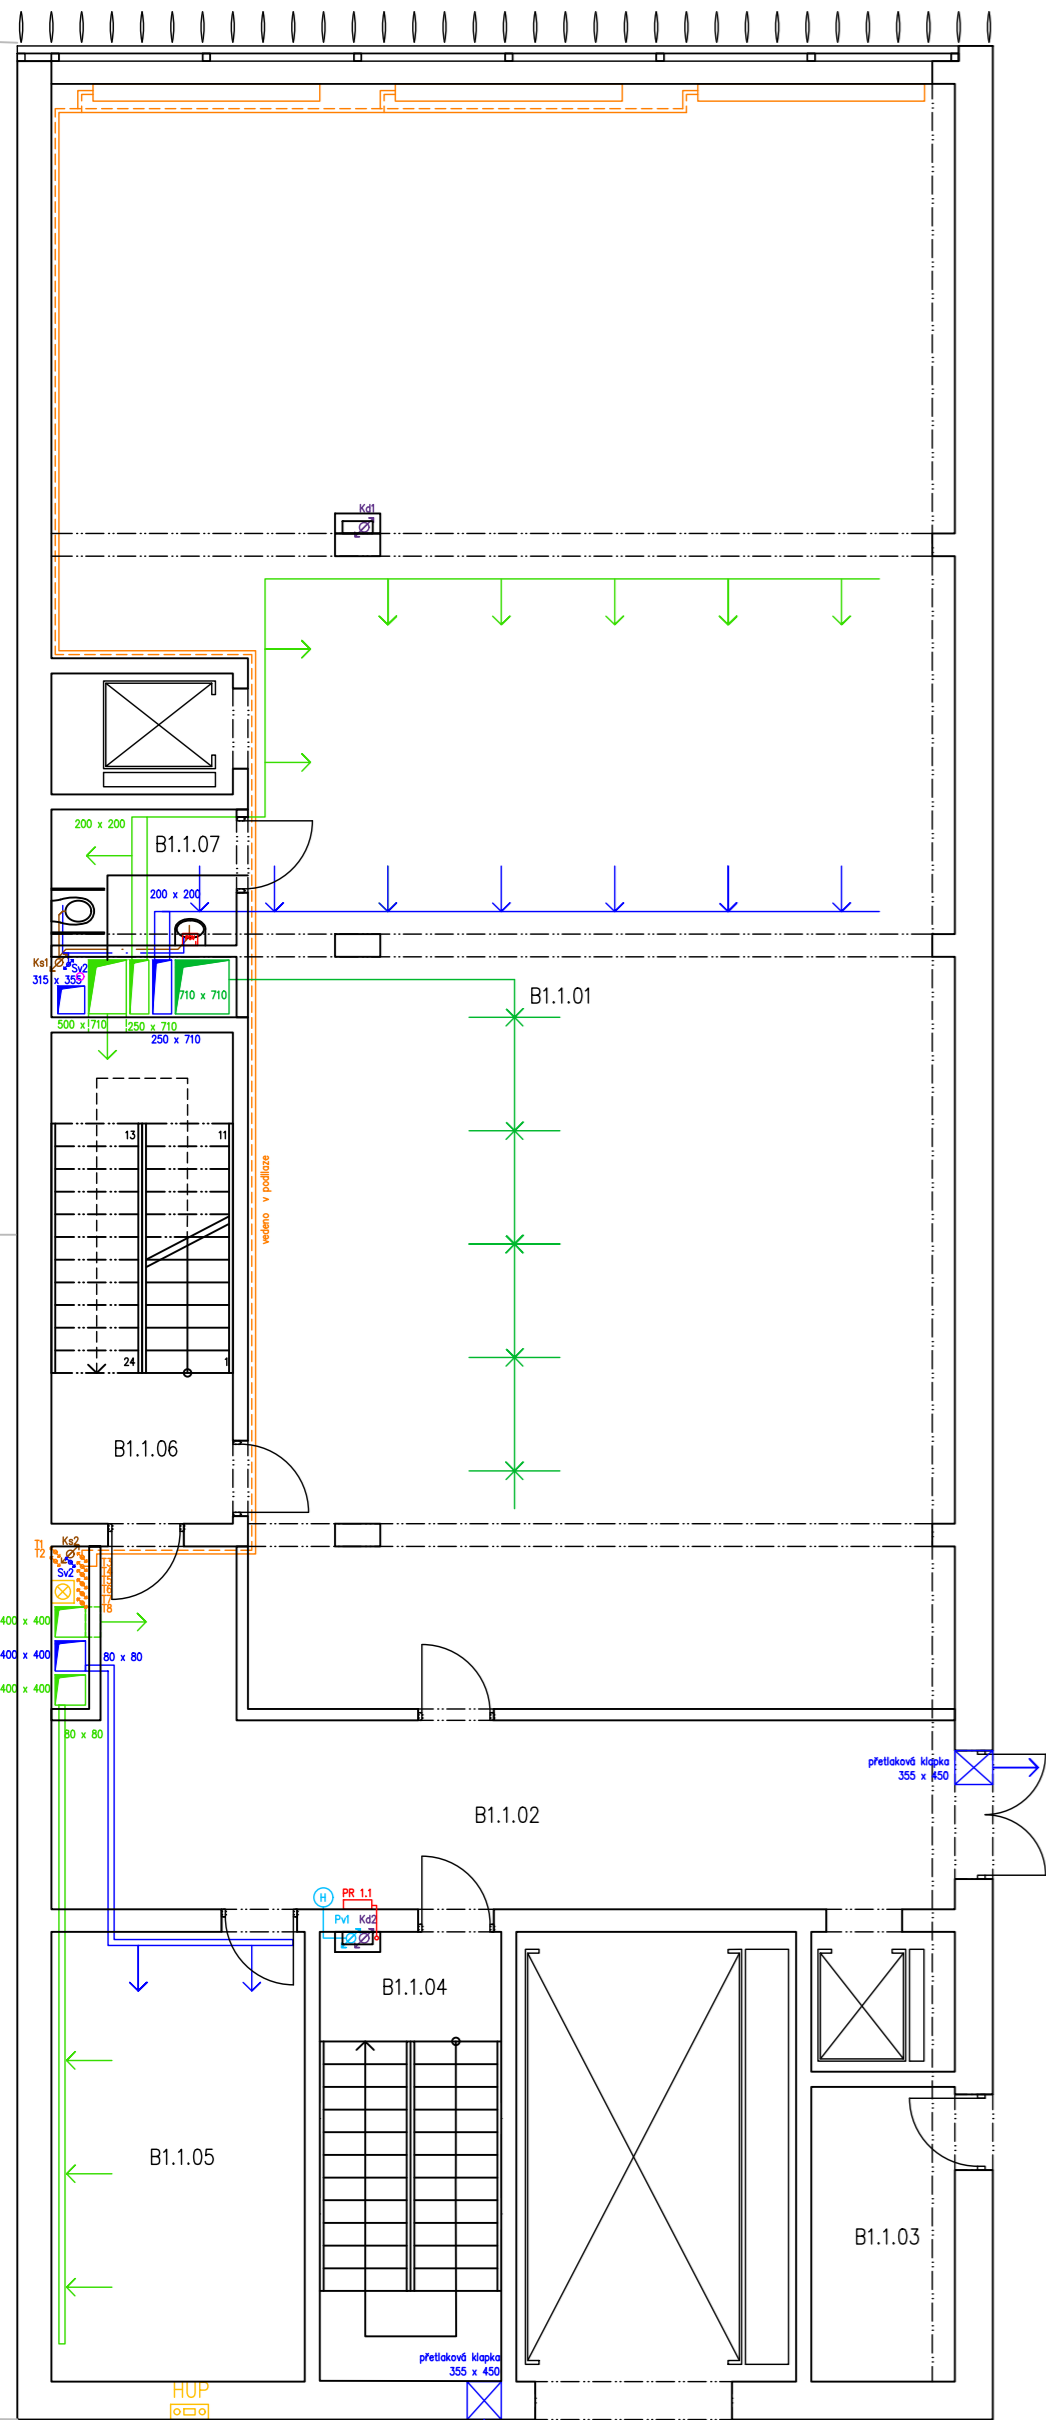 Kd1
200 x 200
B1.1.07
200 x 200
Ks1
Sv2
315 x 355
710 x 710
B1.1.01
500 x 710
250 x 710
250 x 710
13
11
vedeno v podlaze
24
1
B1.1.06
T1
T2
Ks2
Sv2
T8
400 x 400
400 x 400
80 x 80
400 x 400
80 x 80
přetlaková klapka
355 x 450
B1.1.02
H
PR 1.1
Pv1
Kd2
B1.1.04
B1.1.05
B1.1.03
přetlaková klapka
355 x 450
HUP